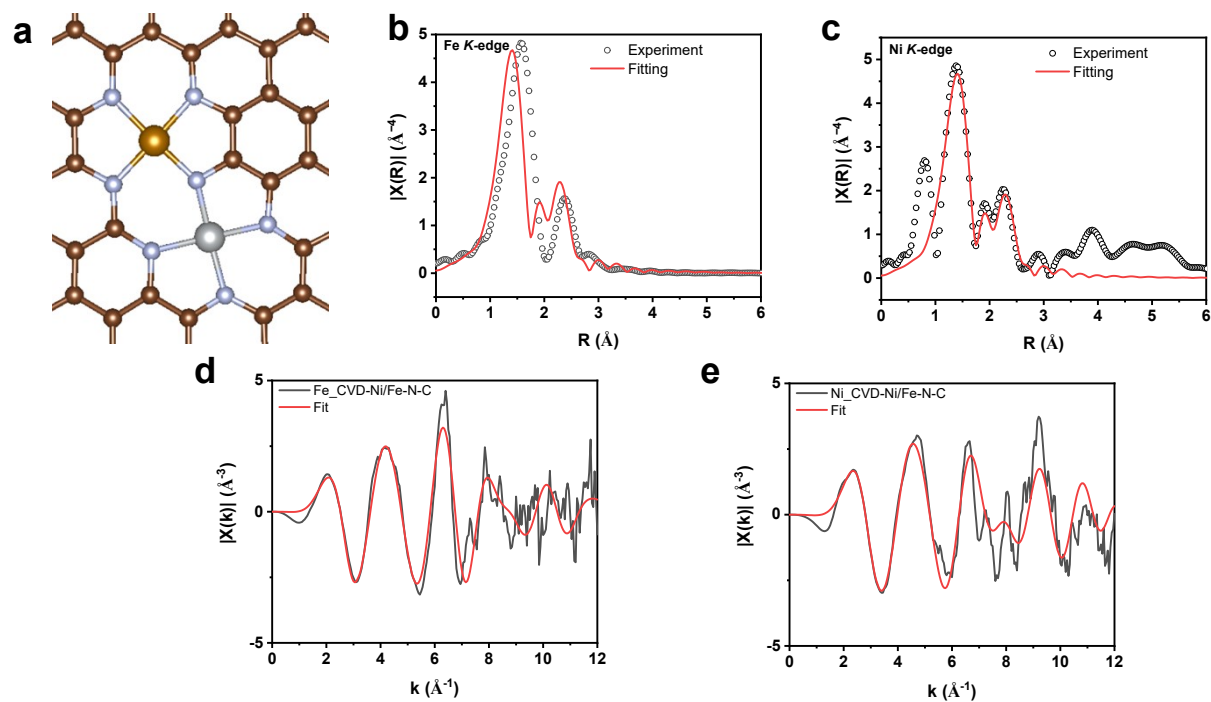 a
b
Fe K-edge
Experiment
Fitting
|X(R)| (Å⁻⁴)
5
4
3
2
1
0
0 1 2 3 4 5 6
R (Å)
c
Ni K-edge
Experiment
Fitting
|X(R)| (Å⁻⁴)
5
4
3
2
1
0
0 1 2 3 4 5 6
R (Å)
d
Fe_CVD-Ni/Fe-N-C
Fit
|X(k)| (Å⁻³)
5
0
-5
0 2 4 6 8 10 12
k (Å⁻¹)
e
Ni_CVD-Ni/Fe-N-C
Fit
|X(k)| (Å⁻³)
5
0
-5
0 2 4 6 8 10 12
k (Å⁻¹)